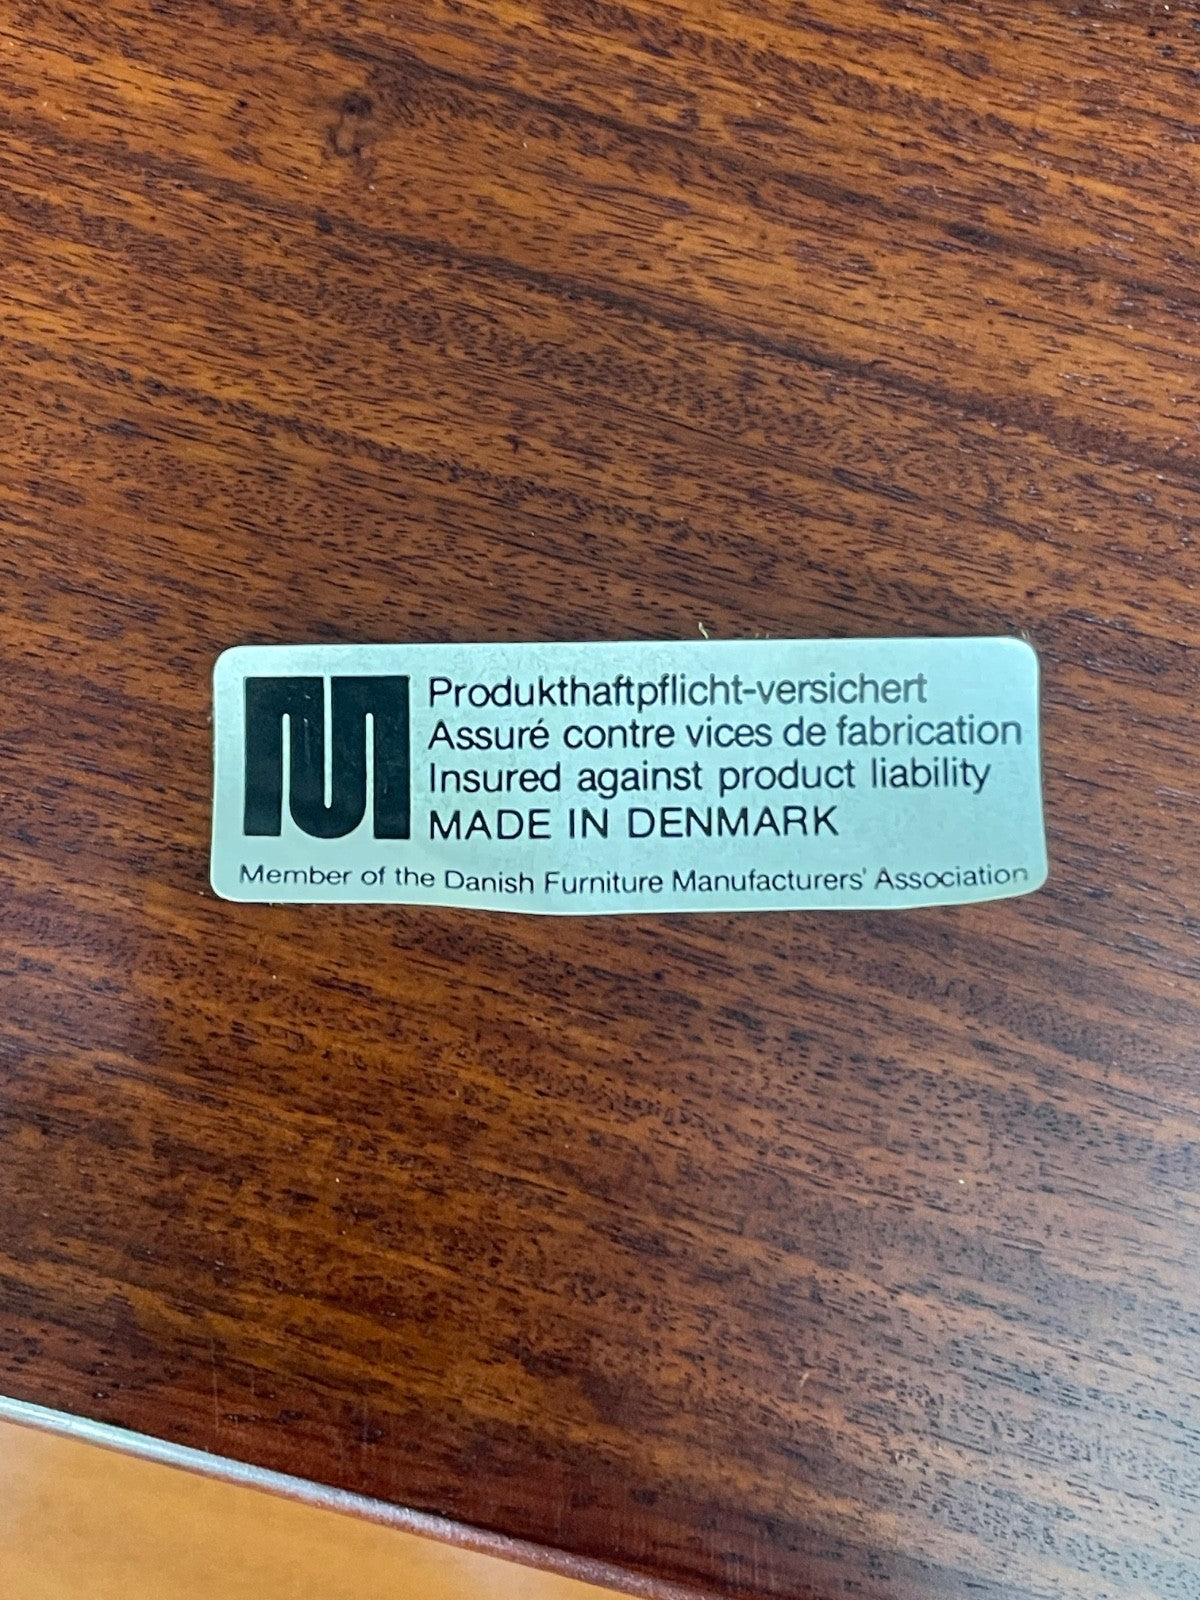 Produkthaftpflicht-versichert
Assuré contre vices de fabrication
Insured against product liability
MADE IN DENMARK
Member of the Danish Furniture Manufacturers' Association